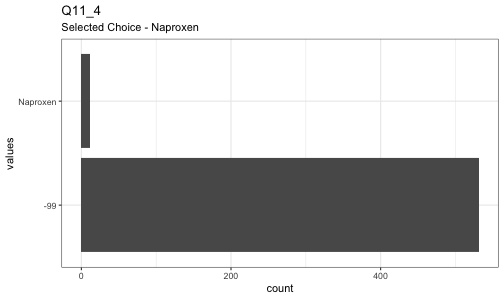 Q11_4
Selected Choice - Naproxen
Naproxen
-99
values
0
200
400
count